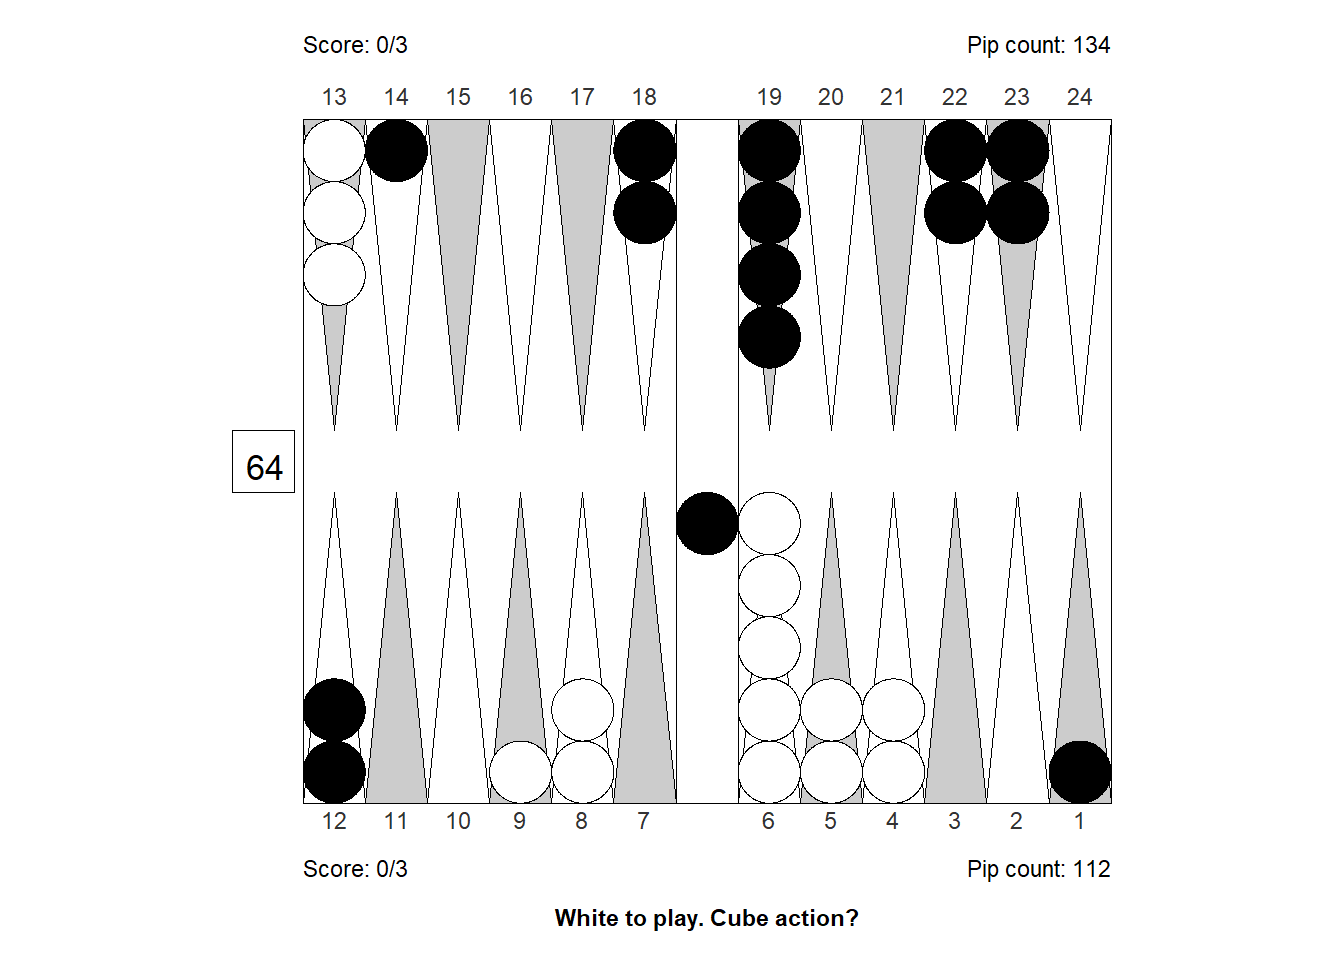 Score: 0/3 Pip count: 134
13 14 15 16 17 18 19 20 21 22 23 24
64
12 11 10 9 8 7 6 5 4 3 2 1
Score: 0/3 Pip count: 112
White to play. Cube action?